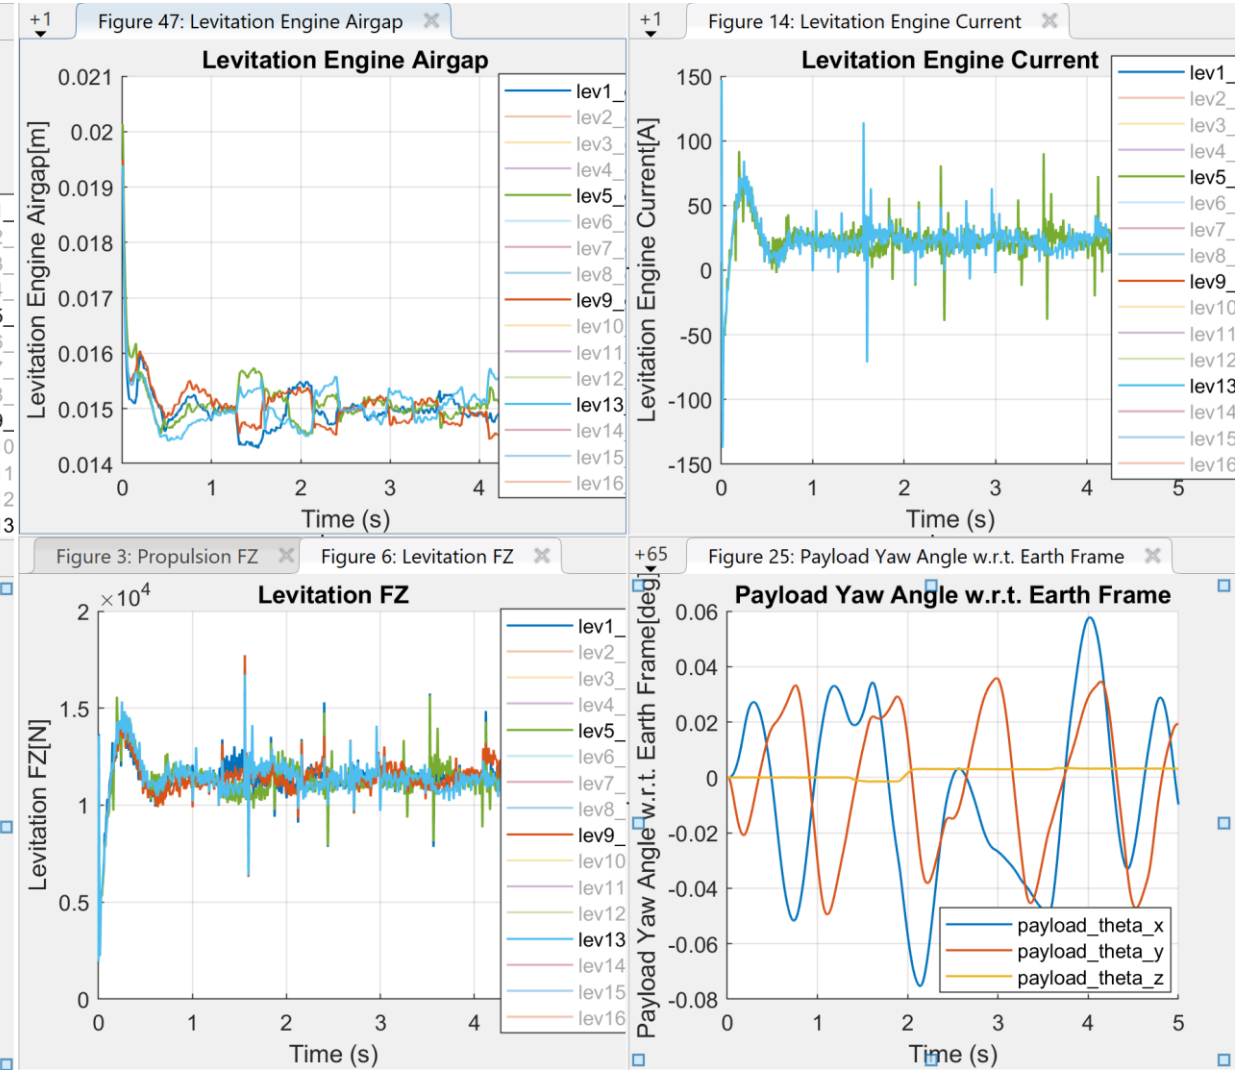 +1
Figure 47: Levitation Engine Airgap
Levitation Engine Airgap
Levitation Engine Airgap[m]
0.021
0.02
0.019
0.018
0.017
0.016
0.015
0.014
0 1 2 3 4
Time (s)
lev1_
lev2_
lev3_
lev4_
lev5_
lev6_
lev7_
lev8_
lev9_
lev10
lev11
lev12
lev13
lev14
lev15
lev16
+1
Figure 14: Levitation Engine Current
Levitation Engine Current
Levitation Engine Current[A]
150
100
50
0
-50
-100
-150
0 1 2 3 4 5
Time (s)
lev1_
lev2_
lev3_
lev4_
lev5_
lev6_
lev7_
lev8_
lev9_
lev10
lev11
lev12
lev13
lev14
lev15
lev16
Figure 3: Propulsion FZ
Figure 6: Levitation FZ
Levitation FZ
×10⁴
Levitation FZ[N]
2
1.5
1
0.5
0
0 1 2 3 4
Time (s)
lev1_
lev2_
lev3_
lev4_
lev5_
lev6_
lev7_
lev8_
lev9_
lev10
lev11
lev12
lev13
lev14
lev15
lev16
+65
Figure 25: Payload Yaw Angle w.r.t. Earth Frame
Payload Yaw Angle w.r.t. Earth Frame
Payload Yaw Angle w.r.t. Earth Frame[deg]
0.06
0.04
0.02
0
-0.02
-0.04
-0.06
-0.08
0 1 2 3 4 5
Time (s)
payload_theta_x
payload_theta_y
payload_theta_z